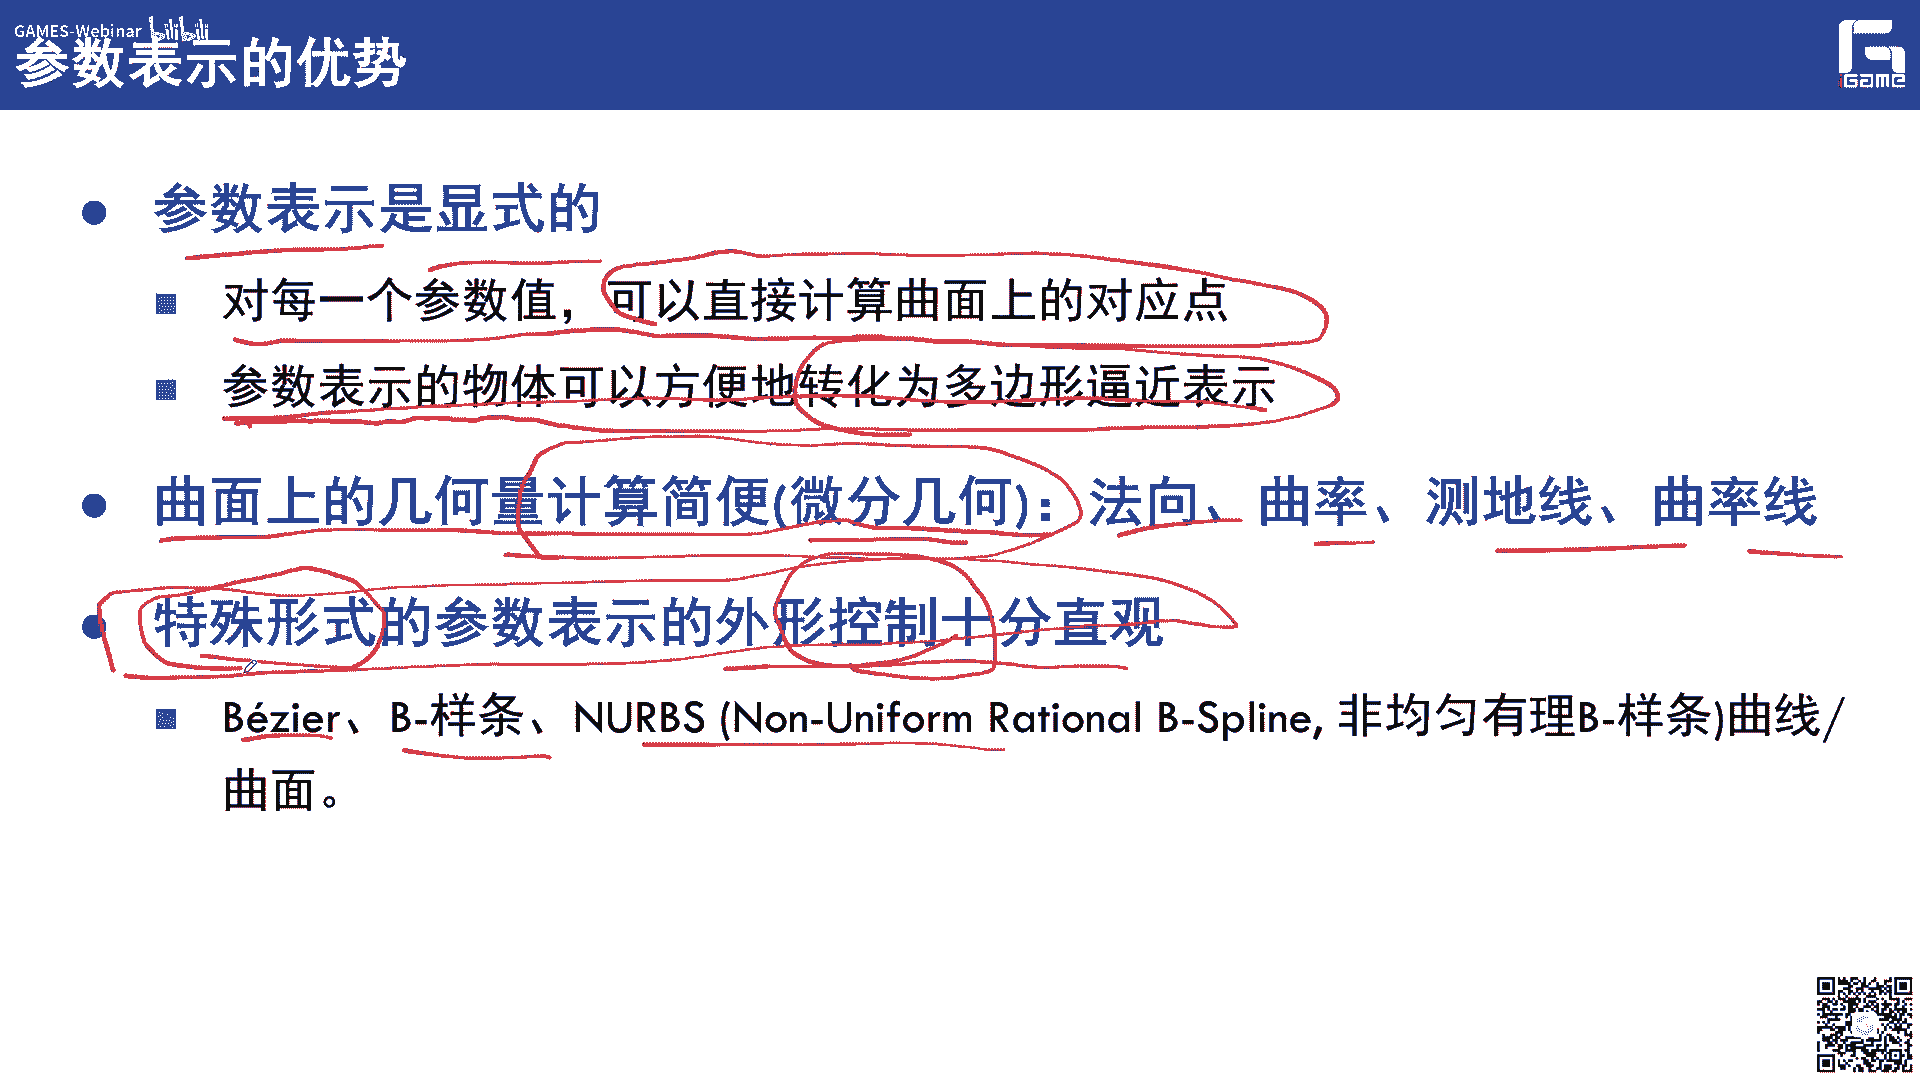 GAMES-Webinar bilibili
参数表示的优势
iGame
参数表示是显式的
对每一个参数值，可以直接计算曲面上的对应点
参数表示的物体可以方便地转化为多边形逼近表示
曲面上的几何量计算简便(微分几何)：法向、曲率、测地线、曲率线
特殊形式的参数表示的外形控制十分直观
Bézier、B-样条、NURBS (Non-Uniform Rational B-Spline, 非均匀有理B-样条)曲线/
曲面。